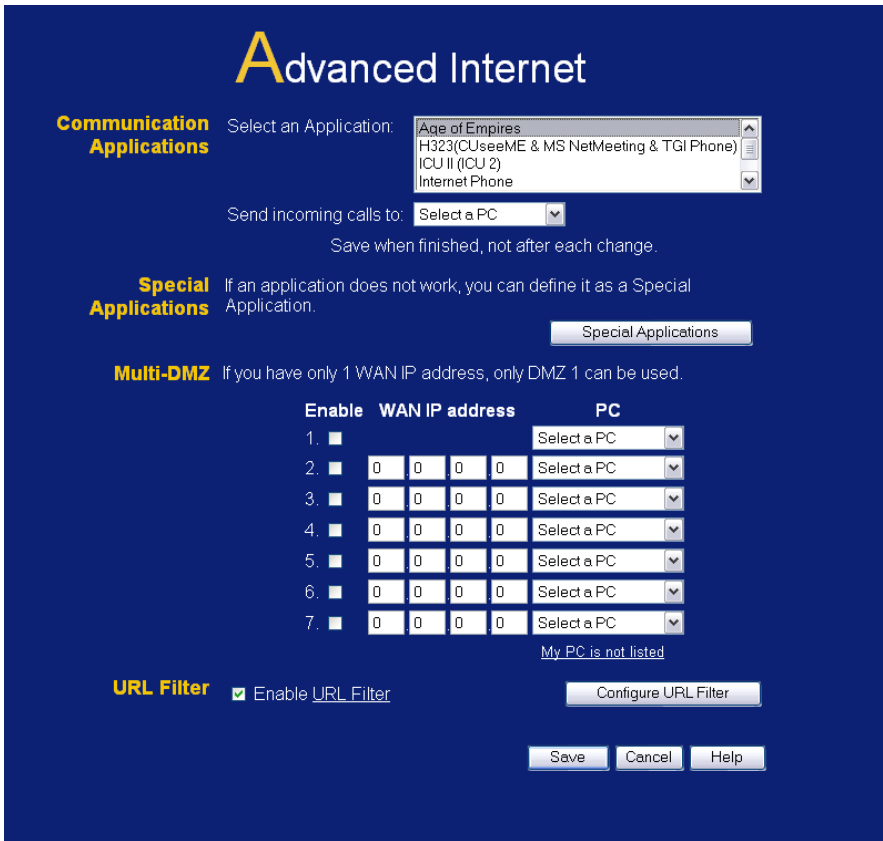 Advanced Internet
Communication Applications
Select an Application:
Age of Empires
H323(CUseeME & MS NetMeeting & TGI Phone)
ICU II (ICU 2)
Internet Phone
Send incoming calls to: Select a PC
Save when finished, not after each change.
Special Applications
If an application does not work, you can define it as a Special
Application.
Special Applications
Multi-DMZ If you have only 1 WAN IP address, only DMZ 1 can be used.
Enable WAN IP address PC
1. Select a PC
2. 0 . 0 . 0 . 0 Select a PC
3. 0 . 0 . 0 . 0 Select a PC
4. 0 . 0 . 0 . 0 Select a PC
5. 0 . 0 . 0 . 0 Select a PC
6. 0 . 0 . 0 . 0 Select a PC
7. 0 . 0 . 0 . 0 Select a PC
My PC is not listed
URL Filter Enable URL Filter Configure URL Filter
Save Cancel Help